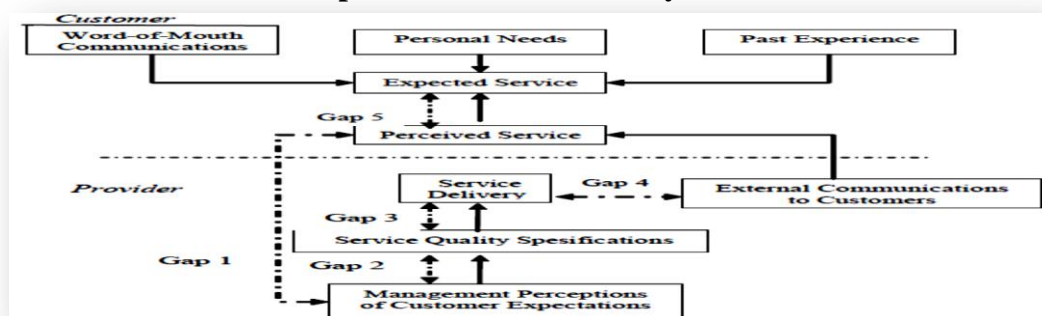 Customer
Word-of-Mouth
Communications
Personal Needs
Past Experience
Expected Service
Gap 5
Perceived Service
Provider
Service
Delivery
Gap 4
External Communications
to Customers
Gap 3
Service Quality Spesifications
Gap 1
Gap 2
Management Perceptions
of Customer Expectations